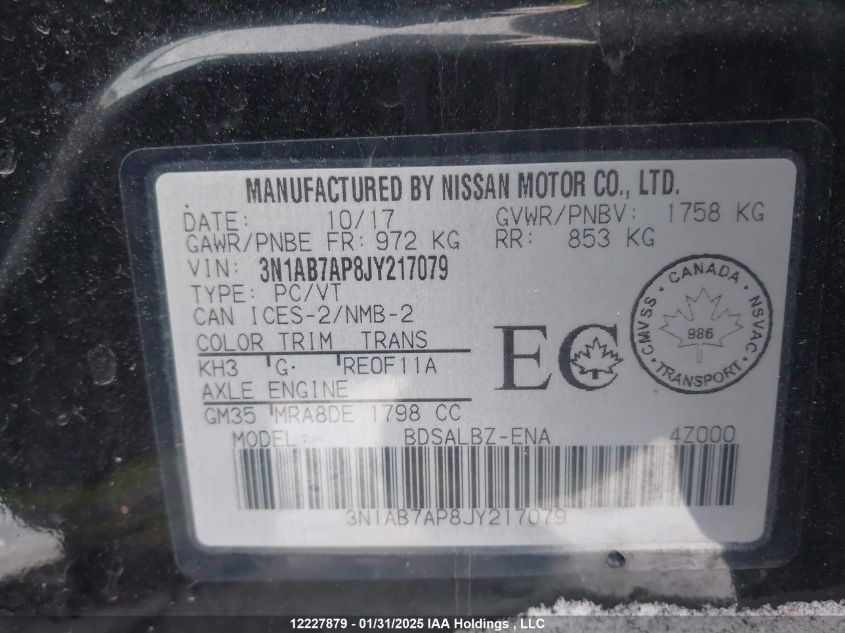 MANUFACTURED BY NISSAN MOTOR CO., LTD.
DATE: 10/17 GVWR/PNBV: 1758 KG
GAWR/PNBE FR: 972 KG RR: 853 KG
VIN: 3N1AB7AP8JY217079
TYPE: PC/VT
CAN ICES-2/NMB-2
COLOR TRIM TRANS
KH3 G· RE0F11A
AXLE ENGINE
GM35 MRA8DE 1798 CC
EC
CANADA
CMVSS
NSVAC
986
TRANSPORT
MODEL: BDSALBZ-ENA 4Z000
3N1AB7AP8JY217079
12227879 - 01/31/2025 IAA Holdings , LLC